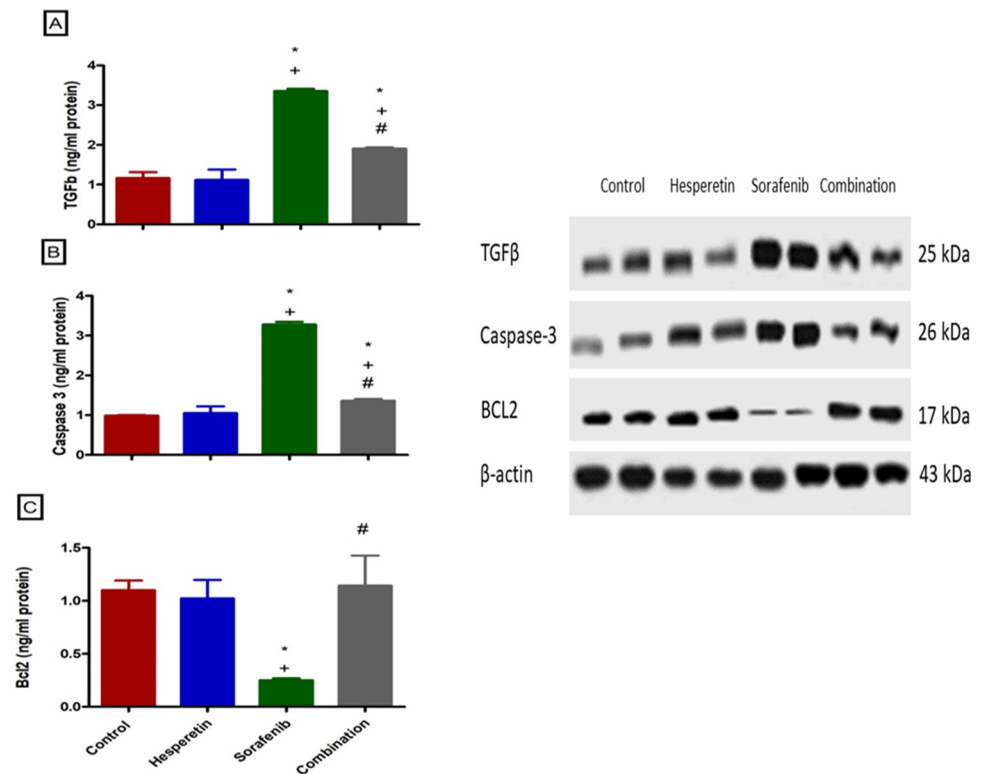 A
TGFb (ng/ml protein)
4
3
2
1
0
*
+
*
+
#
B
Caspase 3 (ng/ml protein)
4
3
2
1
0
*
+
*
+
#
C
Bcl2 (ng/ml protein)
1.5
1.0
0.5
0.0
*
+
#
Control
Hesperetin
Sorafenib
Combination
Control Hesperetin Sorafenib Combination
TGFβ 25 kDa
Caspase-3 26 kDa
BCL2 17 kDa
β-actin 43 kDa